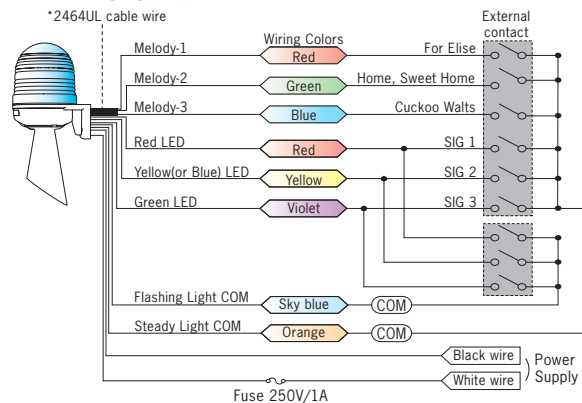 *2464UL cable wire
Wiring Colors
External
contact
Melody-1 Red For Elise
Melody-2 Green Home, Sweet Home
Melody-3 Blue Cuckoo Walts
Red LED Red SIG 1
Yellow(or Blue) LED Yellow SIG 2
Green LED Violet SIG 3
Flashing Light COM Sky blue COM
Steady Light COM Orange COM
Black wire
White wire
Power
Supply
Fuse 250V/1A